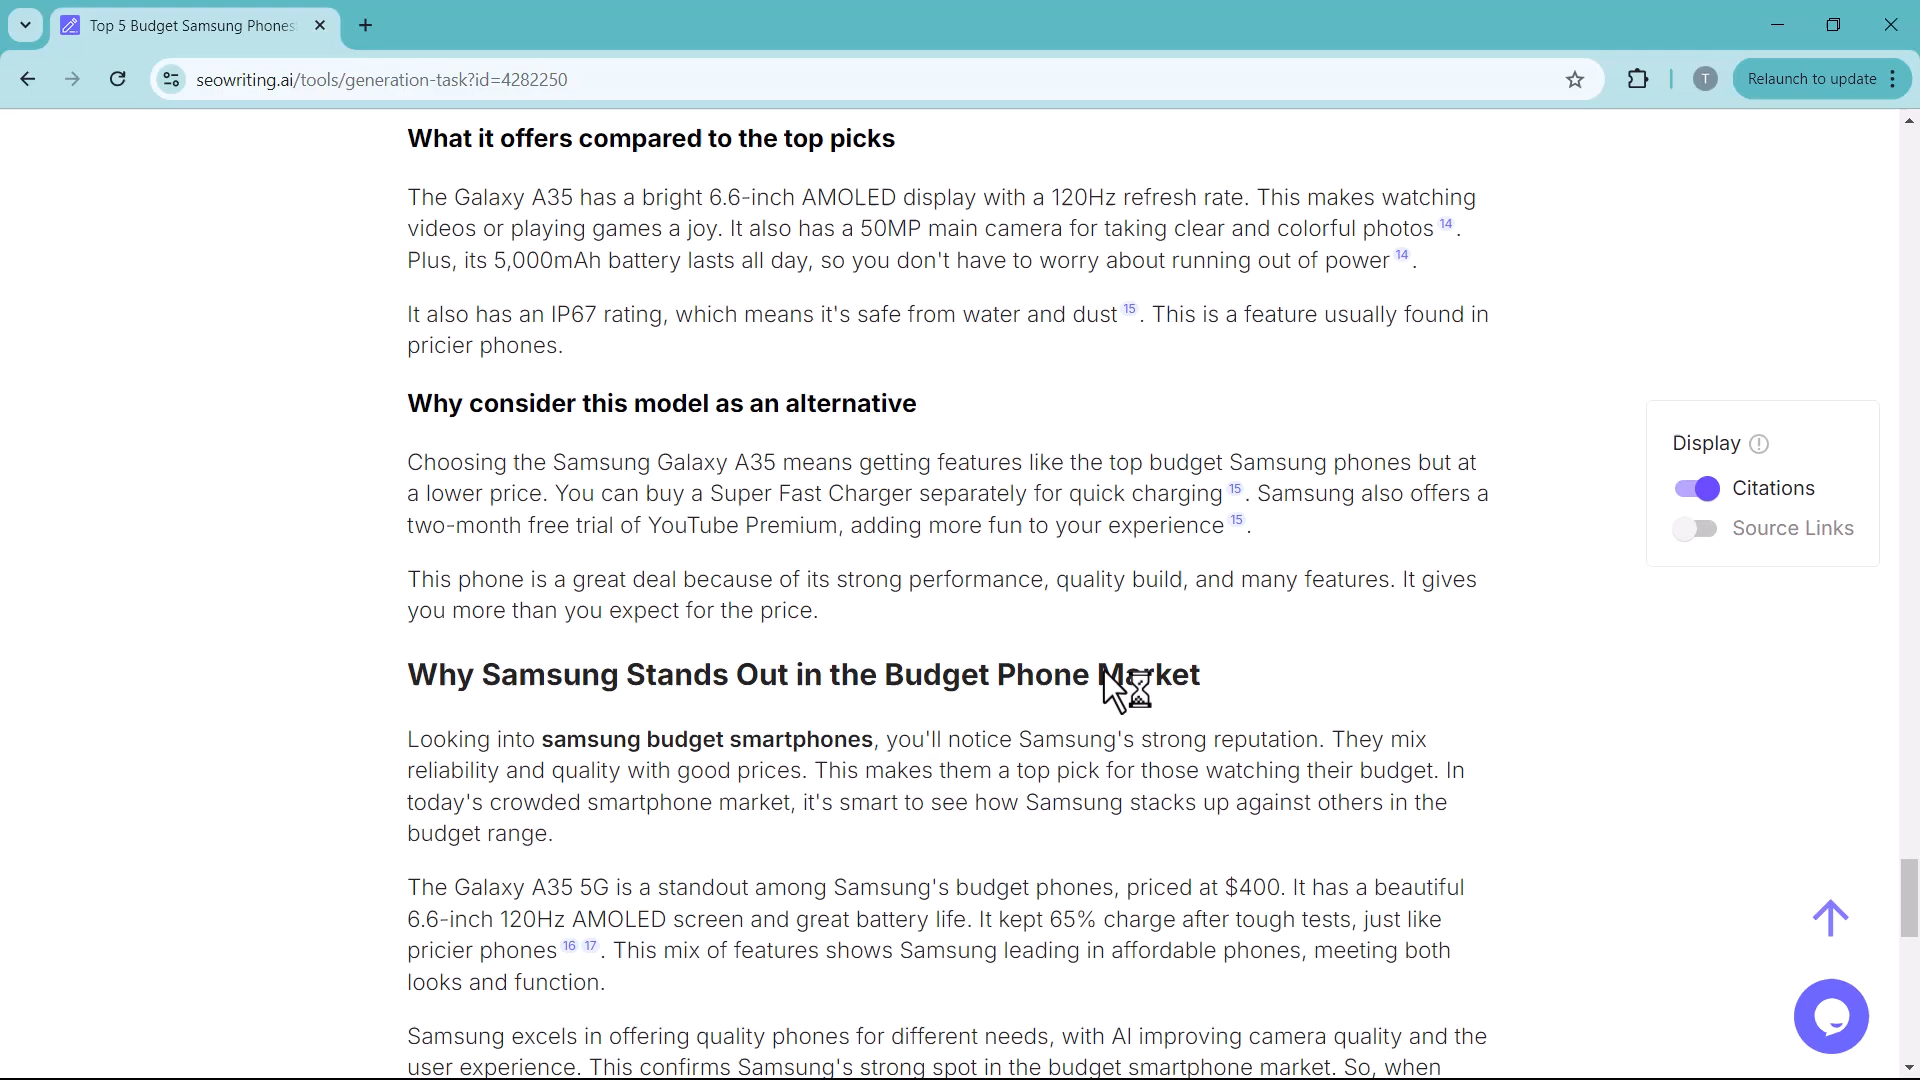 Top 5 Budget Samsung Phones
seowriting.ai/tools/generation-task?id=4282250
T
Relaunch to update
What it offers compared to the top picks
The Galaxy A35 has a bright 6.6-inch AMOLED display with a 120Hz refresh rate. This makes watching
videos or playing games a joy. It also has a 50MP main camera for taking clear and colorful photos 14.
Plus, its 5,000mAh battery lasts all day, so you don't have to worry about running out of power 14.
It also has an IP67 rating, which means it's safe from water and dust 15. This is a feature usually found in
pricier phones.
Why consider this model as an alternative
Choosing the Samsung Galaxy A35 means getting features like the top budget Samsung phones but at
a lower price. You can buy a Super Fast Charger separately for quick charging 15. Samsung also offers a
two-month free trial of YouTube Premium, adding more fun to your experience 15.
This phone is a great deal because of its strong performance, quality build, and many features. It gives
you more than you expect for the price.
Why Samsung Stands Out in the Budget Phone Market
Looking into samsung budget smartphones, you'll notice Samsung's strong reputation. They mix
reliability and quality with good prices. This makes them a top pick for those watching their budget. In
today's crowded smartphone market, it's smart to see how Samsung stacks up against others in the
budget range.
The Galaxy A35 5G is a standout among Samsung's budget phones, priced at $400. It has a beautiful
6.6-inch 120Hz AMOLED screen and great battery life. It kept 65% charge after tough tests, just like
pricier phones 16 17. This mix of features shows Samsung leading in affordable phones, meeting both
looks and function.
Samsung excels in offering quality phones for different needs, with AI improving camera quality and the
user experience. This confirms Samsung's strong spot in the budget smartphone market. So, when
Display
Citations
Source Links